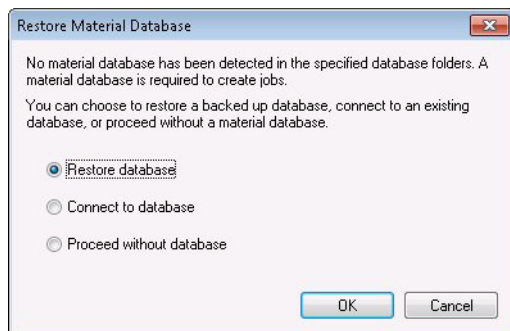 Restore Material Database
No material database has been detected in the specified database folders. A
material database is required to create jobs.
You can choose to restore a backed up database, connect to an existing
database, or proceed without a material database.
Restore database
Connect to database
Proceed without database
OK
Cancel